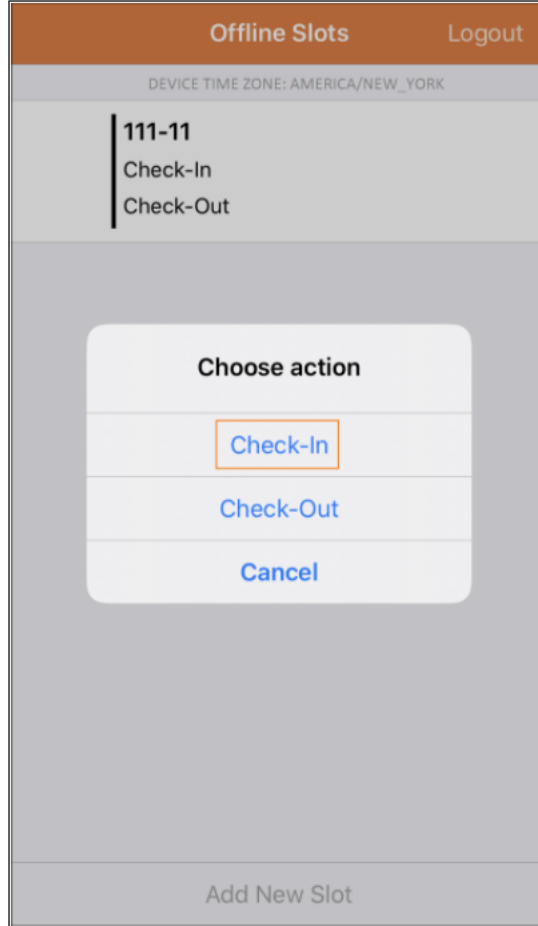 Offline Slots Logout
DEVICE TIME ZONE: AMERICA/NEW_YORK
111-11
Check-In
Check-Out
Choose action
Check-In
Check-Out
Cancel
Add New Slot